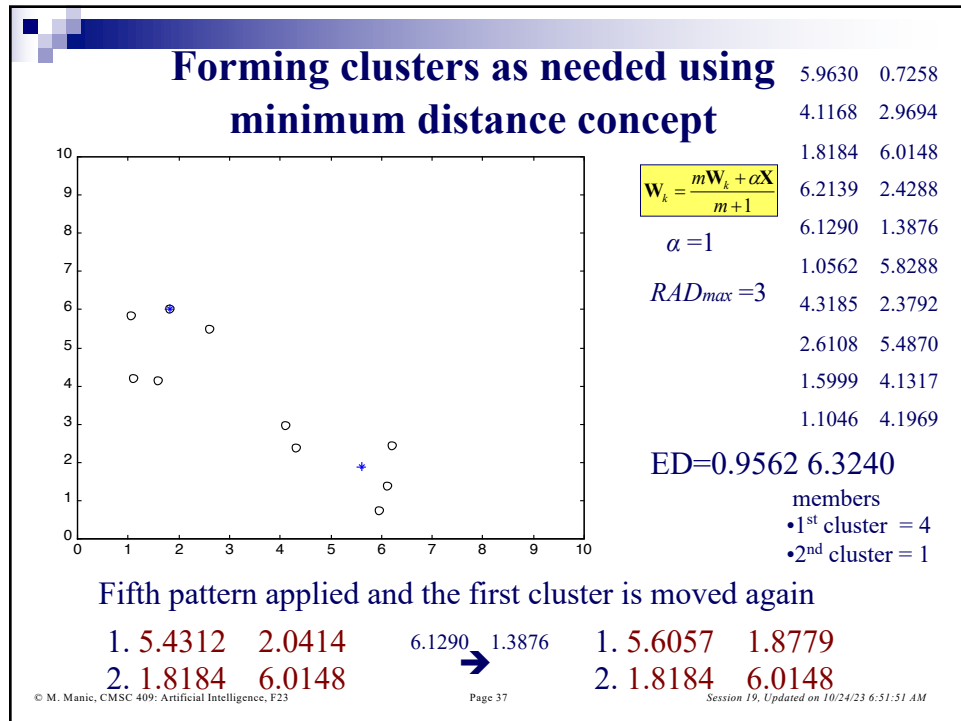 Forming clusters as needed using
minimum distance concept
5.9630 0.7258
4.1168 2.9694
1.8184 6.0148
6.2139 2.4288
6.1290 1.3876
1.0562 5.8288
4.3185 2.3792
2.6108 5.4870
1.5999 4.1317
1.1046 4.1969
W_k = (mW_k + αX) / (m + 1)
α =1
RADmax =3
10
9
8
7
6
5
4
3
2
1
0
0 1 2 3 4 5 6 7 8 9 10
ED=0.9562 6.3240
members
•1st cluster = 4
•2nd cluster = 1
Fifth pattern applied and the first cluster is moved again
1. 5.4312 2.0414
2. 1.8184 6.0148
6.1290 1.3876
1. 5.6057 1.8779
2. 1.8184 6.0148
© M. Manic, CMSC 409: Artificial Intelligence, F23
Page 37
Session 19, Updated on 10/24/23 6:51:51 AM